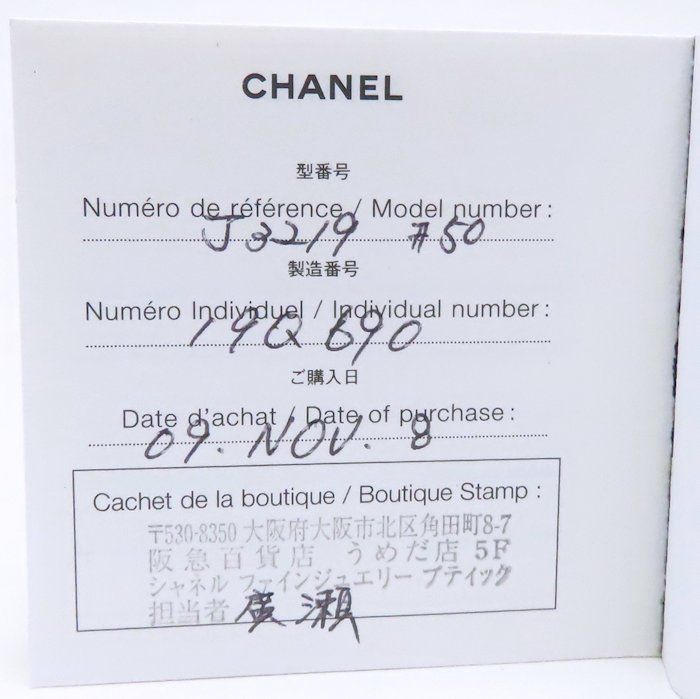 CHANEL
型番号
Numéro de référence / Model number :
J3219 #50
製造番号
Numéro Individuel / Individual number :
19Q690
ご購入日
Date d'achat / Date of purchase :
09. NOV. 8
Cachet de la boutique / Boutique Stamp :
〒530-8350 大阪府大阪市北区角田町8-7
阪急百貨店 うめだ店 5F
シャネル ファインジュエリー ブティック
担当者 廣瀬